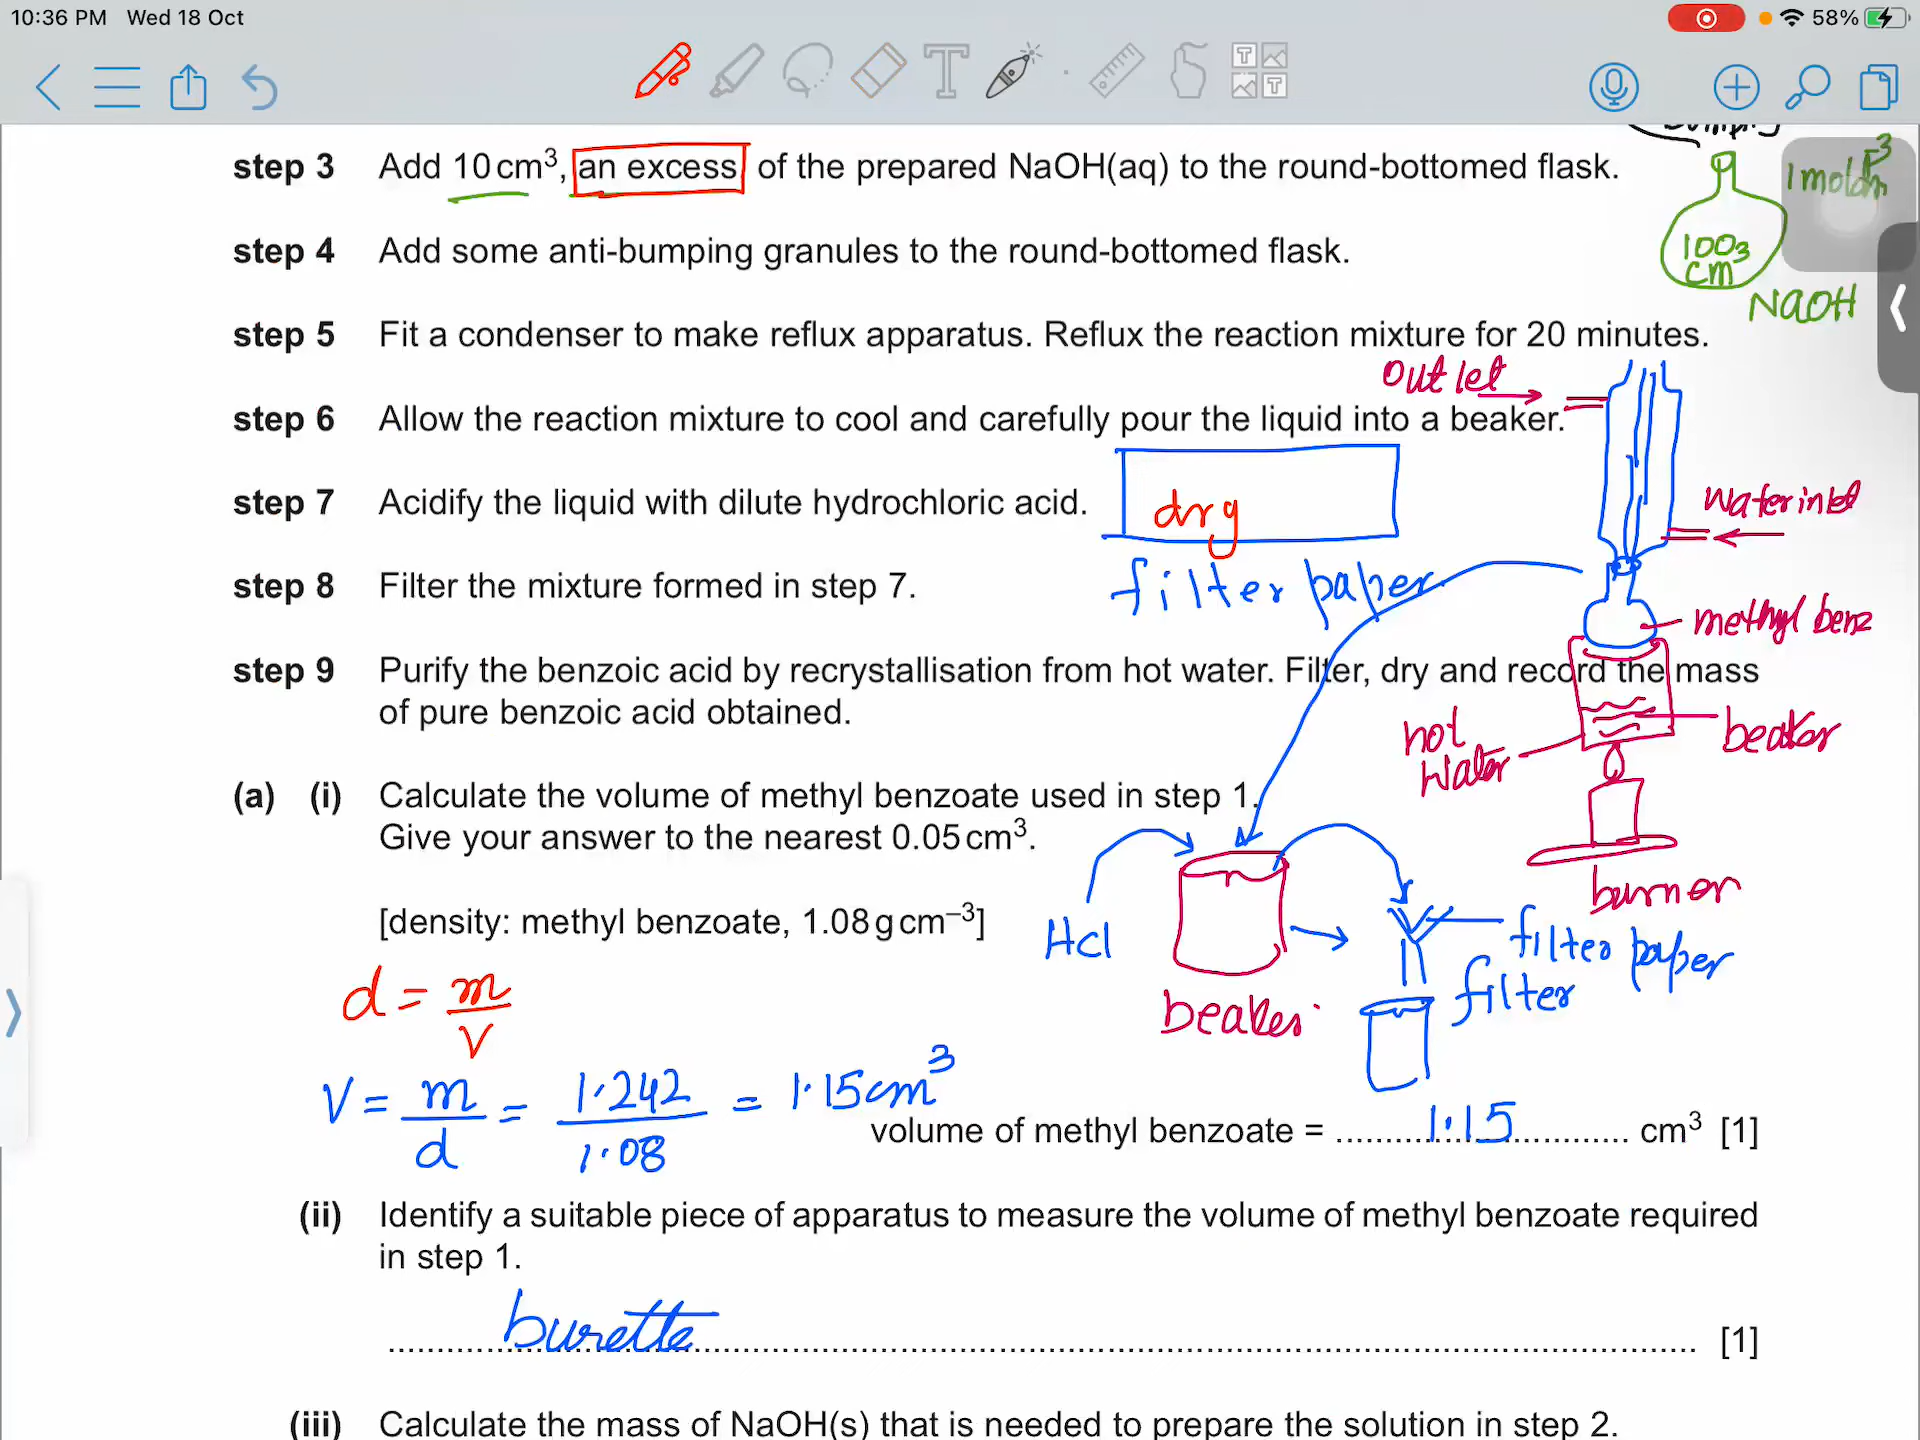 10:36 PM Wed 18 Oct
58%
step 3 Add 10 cm³, an excess, of the prepared NaOH(aq) to the round-bottomed flask.
1 mol dm⁻³
100 cm³
NaOH
step 4 Add some anti-bumping granules to the round-bottomed flask.
step 5 Fit a condenser to make reflux apparatus. Reflux the reaction mixture for 20 minutes.
outlet
step 6 Allow the reaction mixture to cool and carefully pour the liquid into a beaker.
step 7 Acidify the liquid with dilute hydrochloric acid.
dry
water inlet
filter paper
step 8 Filter the mixture formed in step 7.
methyl benz
step 9 Purify the benzoic acid by recrystallisation from hot water. Filter, dry and record the mass
of pure benzoic acid obtained.
hot water
beaker
(a) (i) Calculate the volume of methyl benzoate used in step 1.
Give your answer to the nearest 0.05 cm³.
burner
[density: methyl benzoate, 1.08 g cm⁻³]
HCl
filter paper
filter
beaker
d = m/V
V = m/d = 1.242/1.08 = 1.15 cm³
volume of methyl benzoate = 1.15 cm³ [1]
(ii) Identify a suitable piece of apparatus to measure the volume of methyl benzoate required
in step 1.
burette [1]
(iii) Calculate the mass of NaOH(s) that is needed to prepare the solution in step 2.